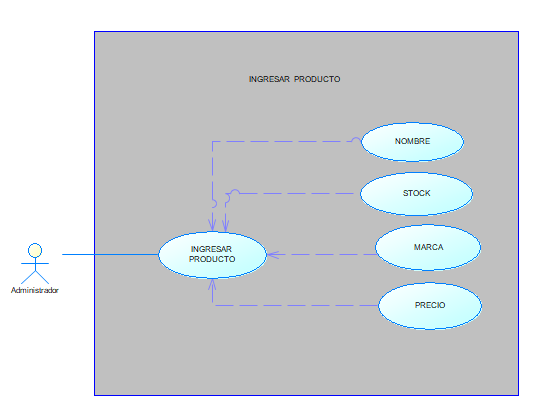 INGRESAR PRODUCTO
NOMBRE
STOCK
MARCA
INGRESAR
PRODUCTO
PRECIO
Administrador